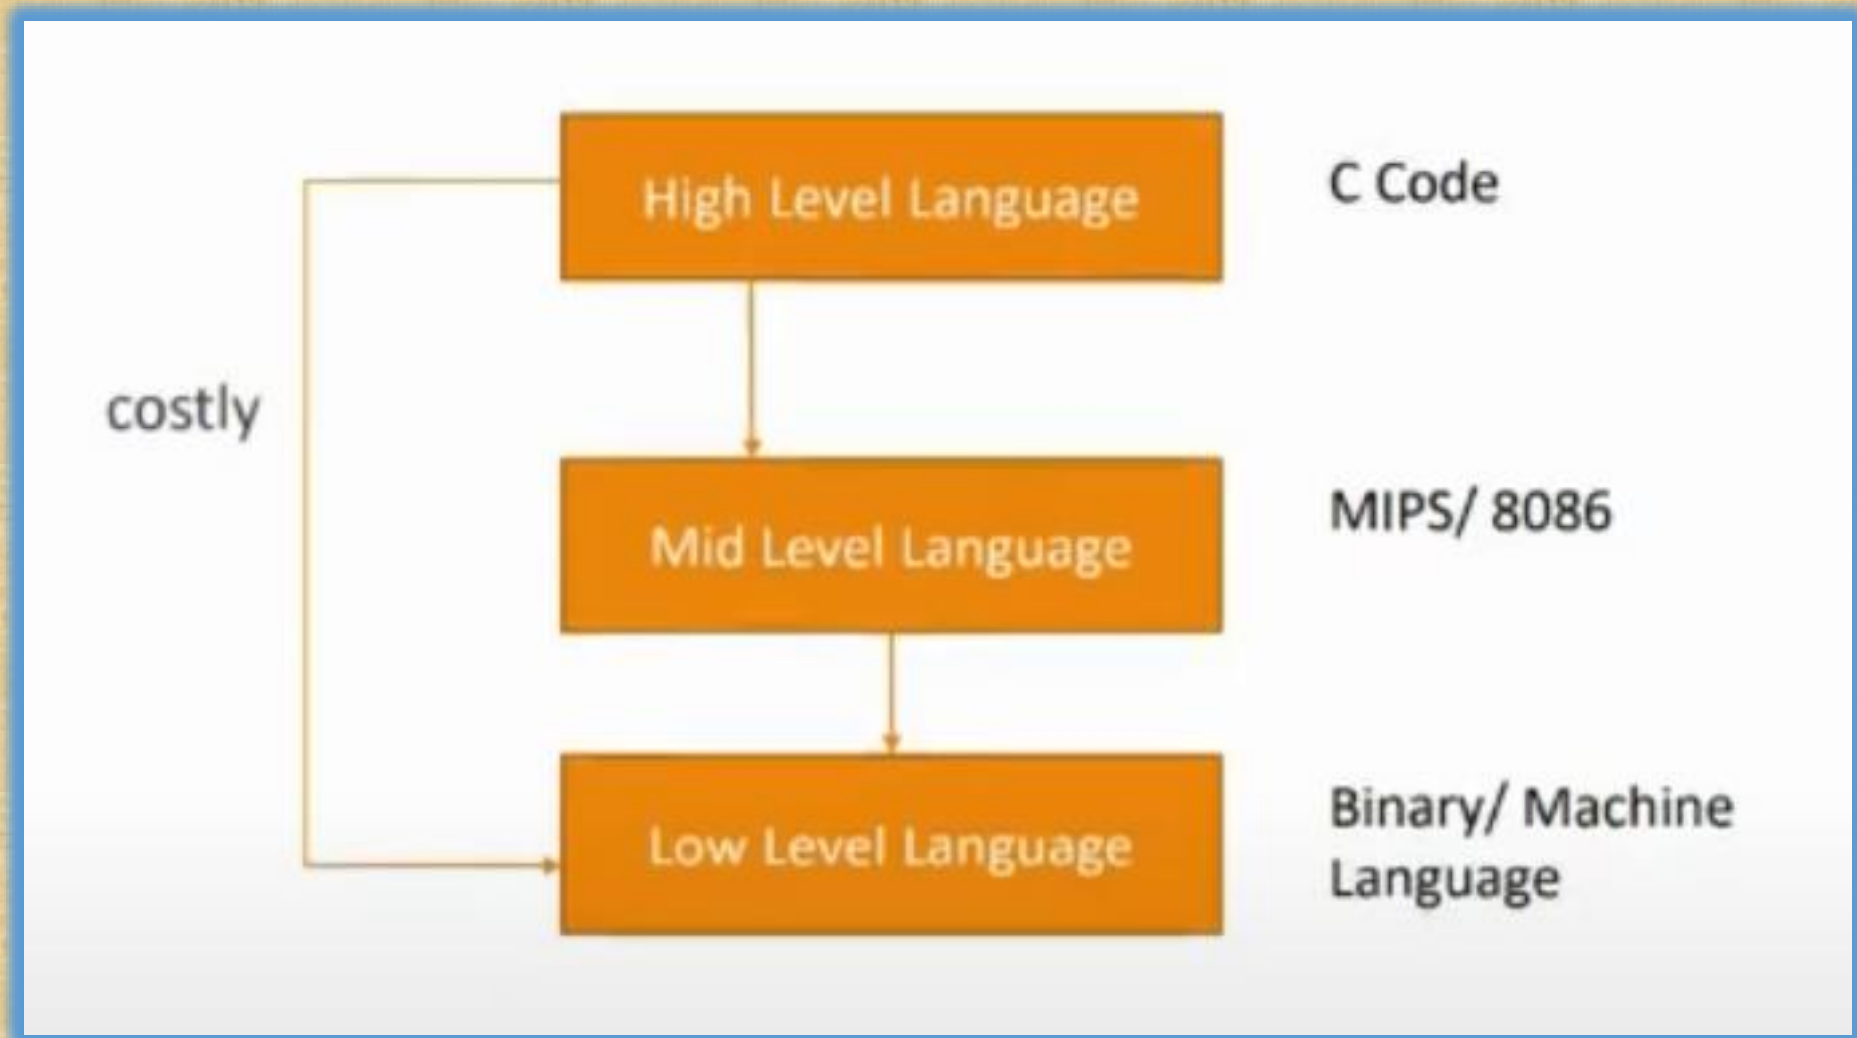 High Level Language
C Code
costly
Mid Level Language
MIPS/ 8086
Low Level Language
Binary/ Machine
Language